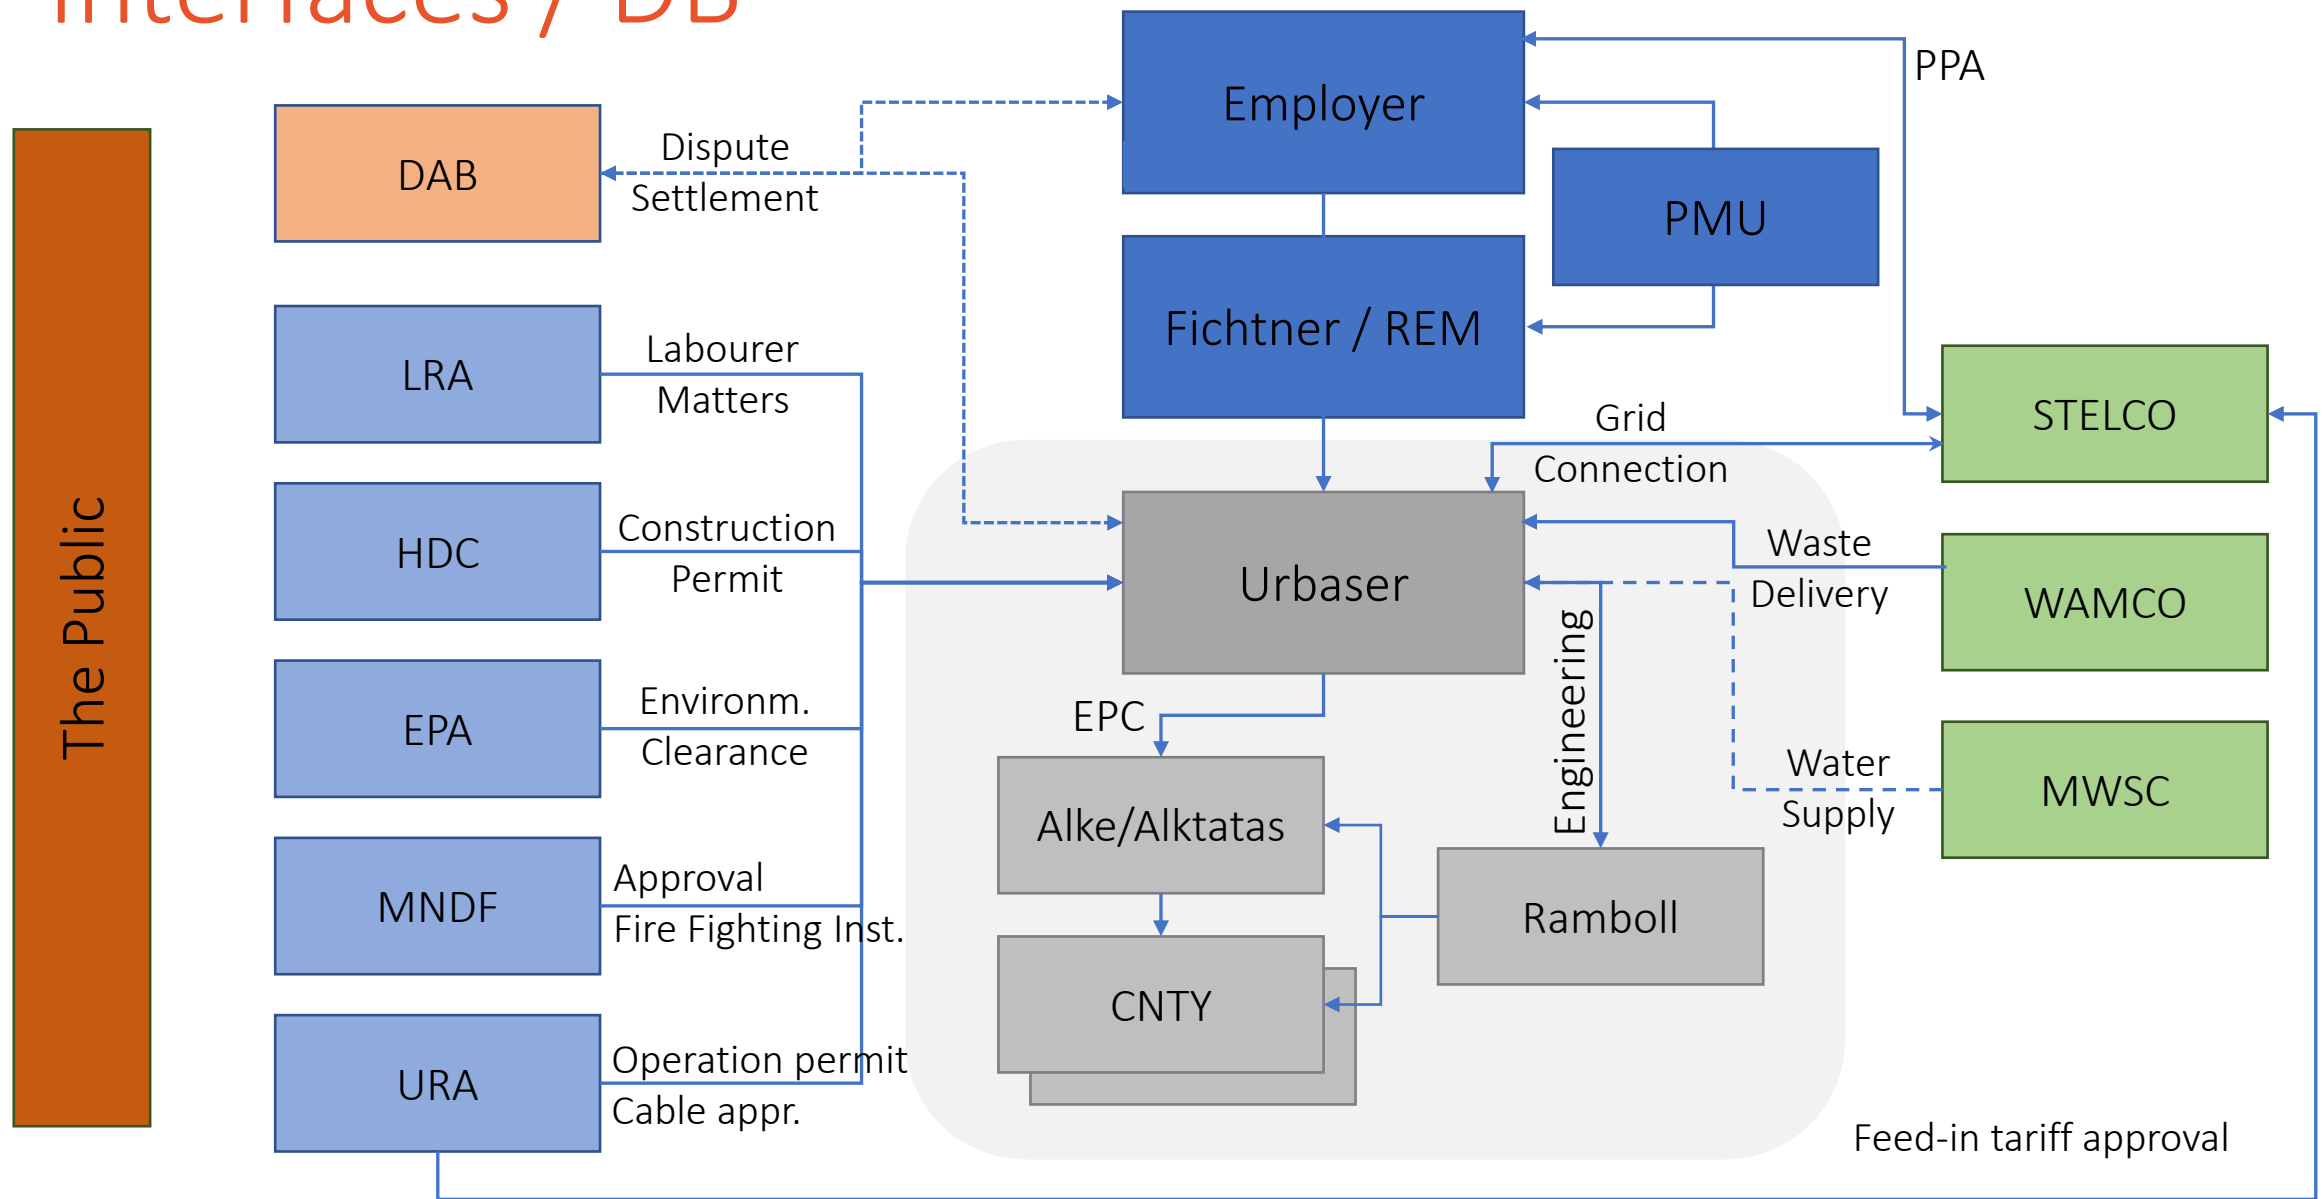 Interfaces / DB
Employer
PPA
DAB
Dispute
Settlement
PMU
Fichtner / REM
LRA
Labourer
Matters
Grid
Connection
STELCO
The Public
HDC
Construction
Permit
Urbaser
Waste
Delivery
WAMCO
Engineering
EPA
Environm.
Clearance
EPC
Water
Supply
MWSC
Alke/Alktatas
MNDF
Approval
Fire Fighting Inst.
Ramboll
CNTY
URA
Operation permit
Cable appr.
Feed-in tariff approval